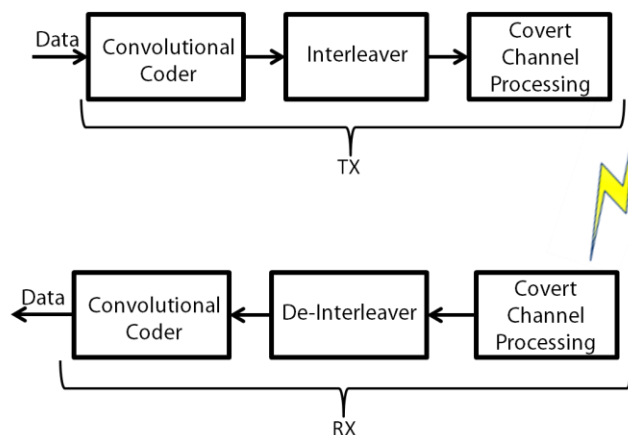 Data
Convolutional
Coder
Interleaver
Covert
Channel
Processing
TX
Data
Convolutional
Coder
De-Interleaver
Covert
Channel
Processing
RX